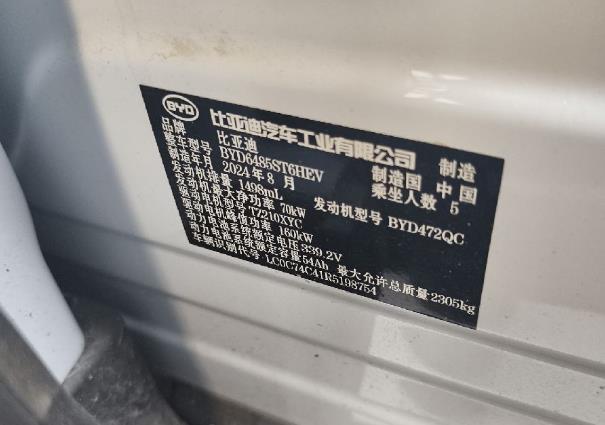 BYD 比亚迪汽车工业有限公司 制造
品牌 比亚迪 制造国 中国
整车型号 BYD6485ST6HEV 乘坐人数 5
制造年月 2024年8月
发动机排量 1498mL 发动机型号 BYD472QC
发动机最大净功率 70kW
驱动电机型号 TZ210XYC
驱动电机峰值功率 160kW
动力电池系统额定电压 339.2V
动力电池系统额定容量 54Ah 最大允许总质量 2305kg
车辆识别代号 LC0C74C41R5198754